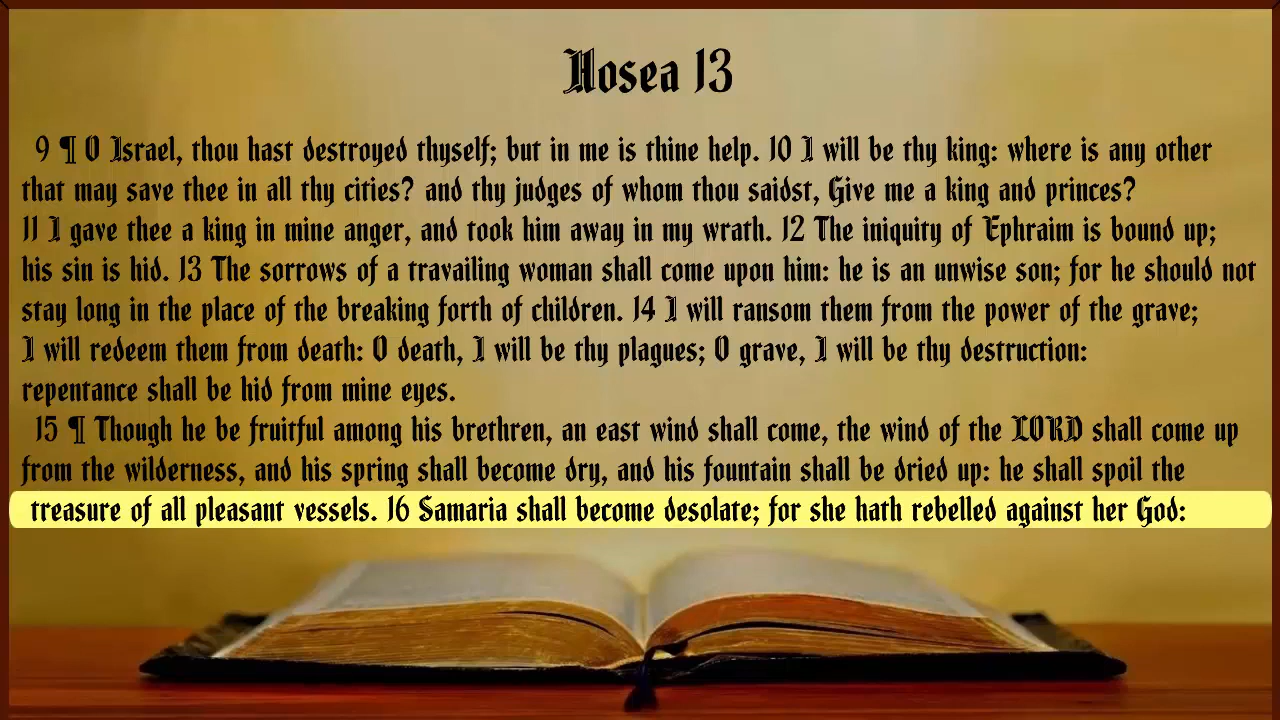 Hosea 13
9 ¶ O Israel, thou hast destroyed thyself; but in me is thine help. 10 I will be thy king: where is any other
that may save thee in all thy cities? and thy judges of whom thou saidst, Give me a king and princes?
11 I gave thee a king in mine anger, and took him away in my wrath. 12 The iniquity of Ephraim is bound up;
his sin is hid. 13 The sorrows of a travailing woman shall come upon him: he is an unwise son; for he should not
stay long in the place of the breaking forth of children. 14 I will ransom them from the power of the grave;
I will redeem them from death: O death, I will be thy plagues; O grave, I will be thy destruction:
repentance shall be hid from mine eyes.
15 ¶ Though he be fruitful among his brethren, an east wind shall come, the wind of the LORD shall come up
from the wilderness, and his spring shall become dry, and his fountain shall be dried up: he shall spoil the
treasure of all pleasant vessels. 16 Samaria shall become desolate; for she hath rebelled against her God: